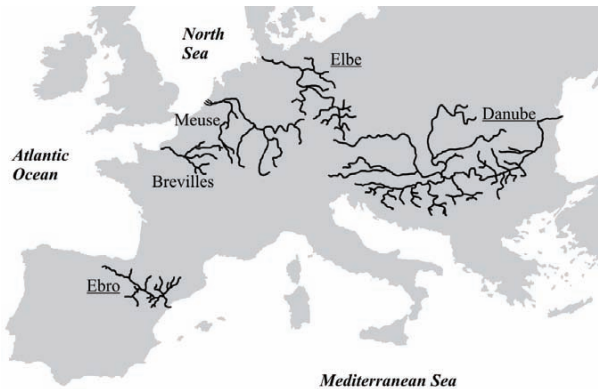 North
Sea
Elbe
Danube
Meuse
Atlantic
Ocean
Brevilles
Ebro
Mediterranean Sea